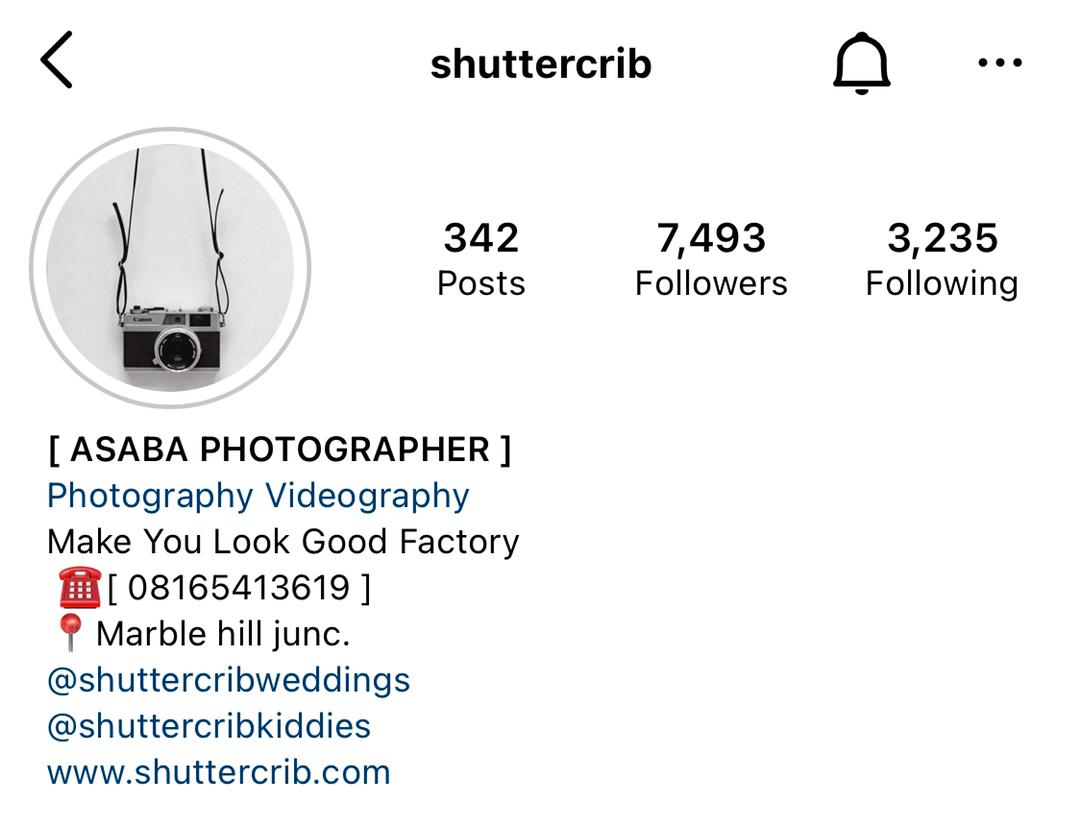 shuttercrib
Canon
342 Posts
7,493 Followers
3,235 Following
[ ASABA PHOTOGRAPHER ]
Photography Videography
Make You Look Good Factory
[ 08165413619 ]
Marble hill junc.
@shuttercribweddings
@shuttercribkiddies
www.shuttercrib.com